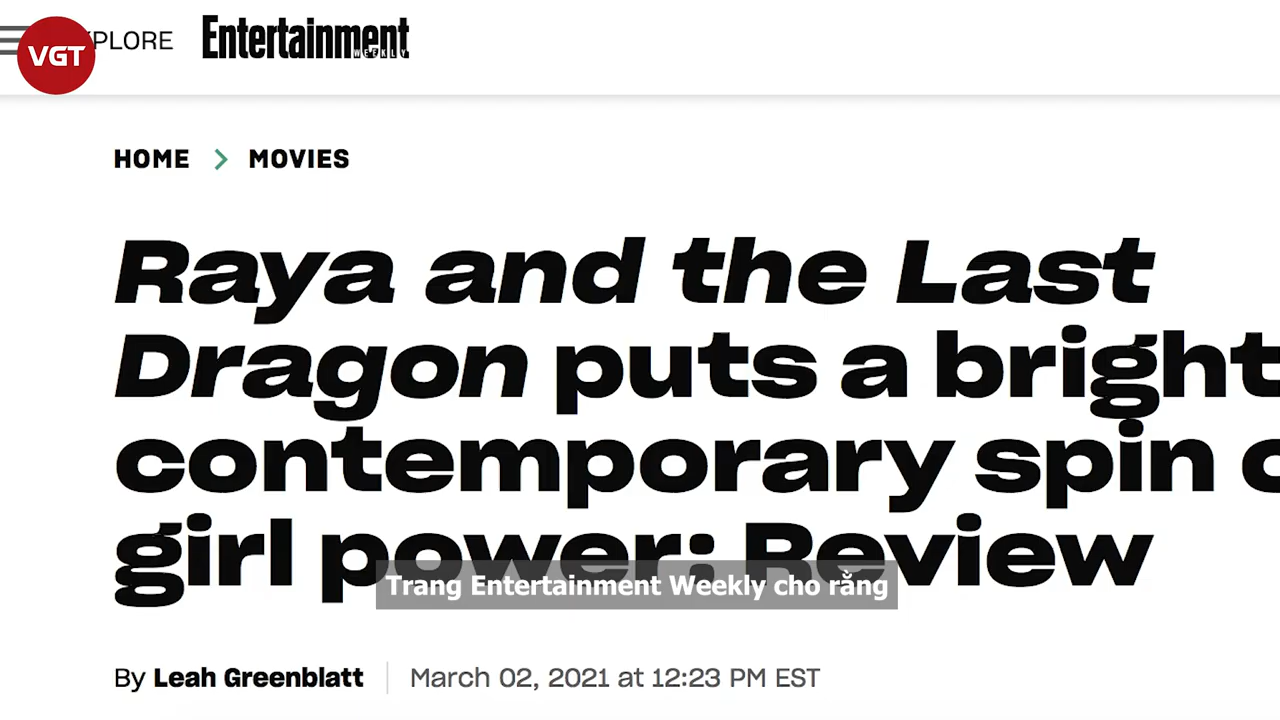 VGT
PLORE
Entertainment
WEEKLY
HOME > MOVIES
Raya and the Last
Dragon puts a bright
contemporary spin
girl power: Review
Trang Entertainment Weekly cho rằng
By Leah Greenblatt
March 02, 2021 at 12:23 PM EST